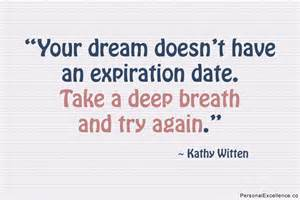 “Your dream doesn’t have
an expiration date.
Take a deep breath
and try again.”
~ Kathy Witten
PersonalExcellence.co